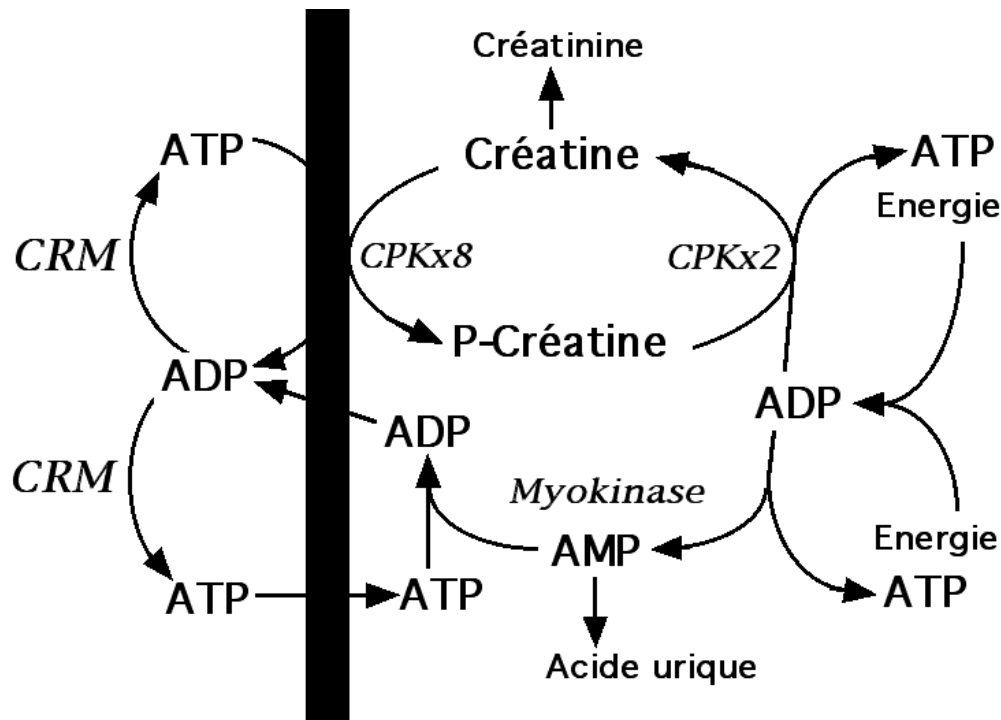 Créatinine
ATP
Créatine
ATP
Energie
CRM
CPKx8
CPKx2
P-Créatine
ADP
ADP
ADP
CRM
Myokinase
AMP
Energie
ATP
ATP
ATP
Acide urique